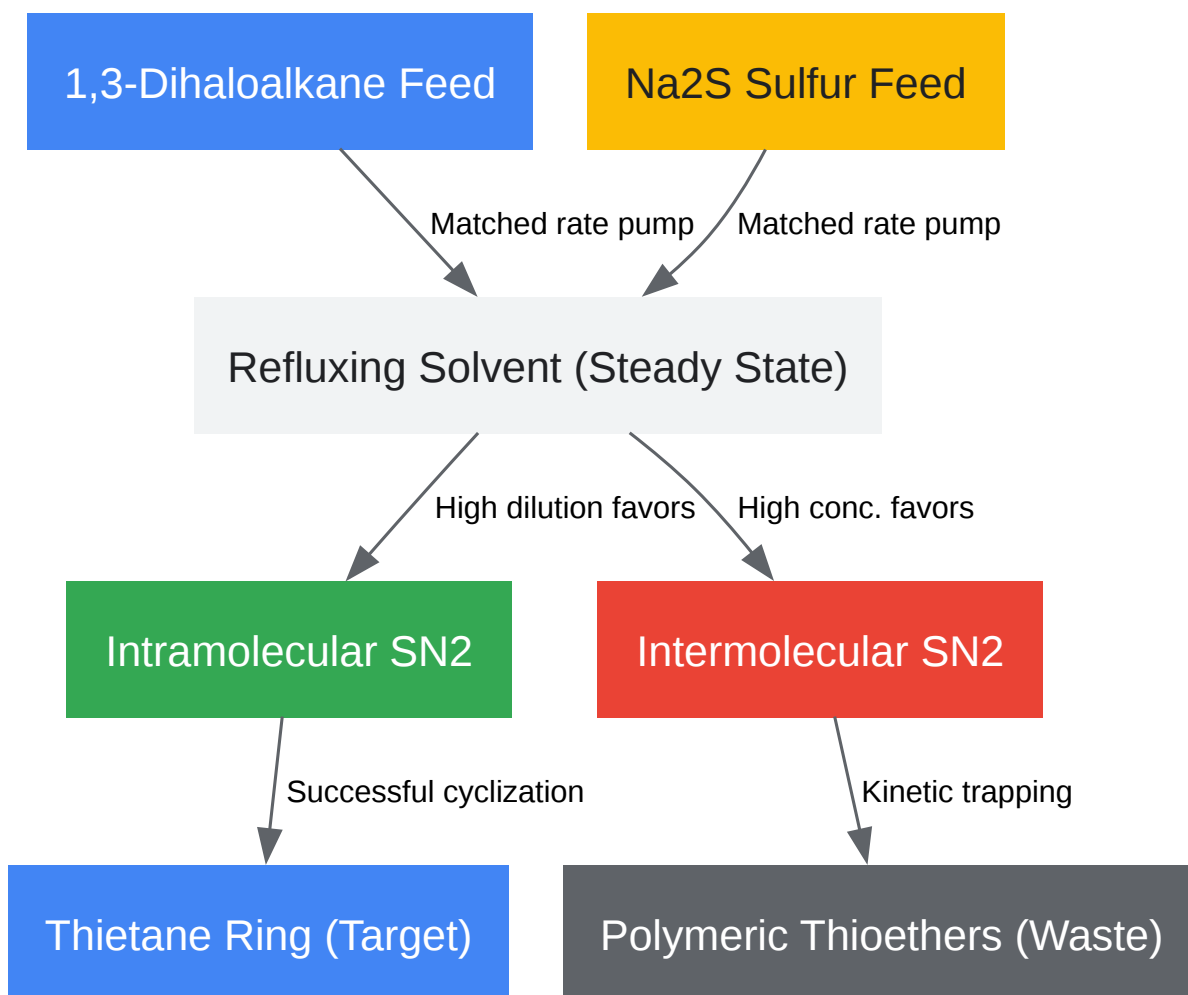 1,3-Dihaloalkane Feed
Na2S Sulfur Feed
Matched rate pump
Matched rate pump
Refluxing Solvent (Steady State)
High dilution favors
High conc. favors
Intramolecular SN2
Intermolecular SN2
Successful cyclization
Kinetic trapping
Thietane Ring (Target)
Polymeric Thioethers (Waste)